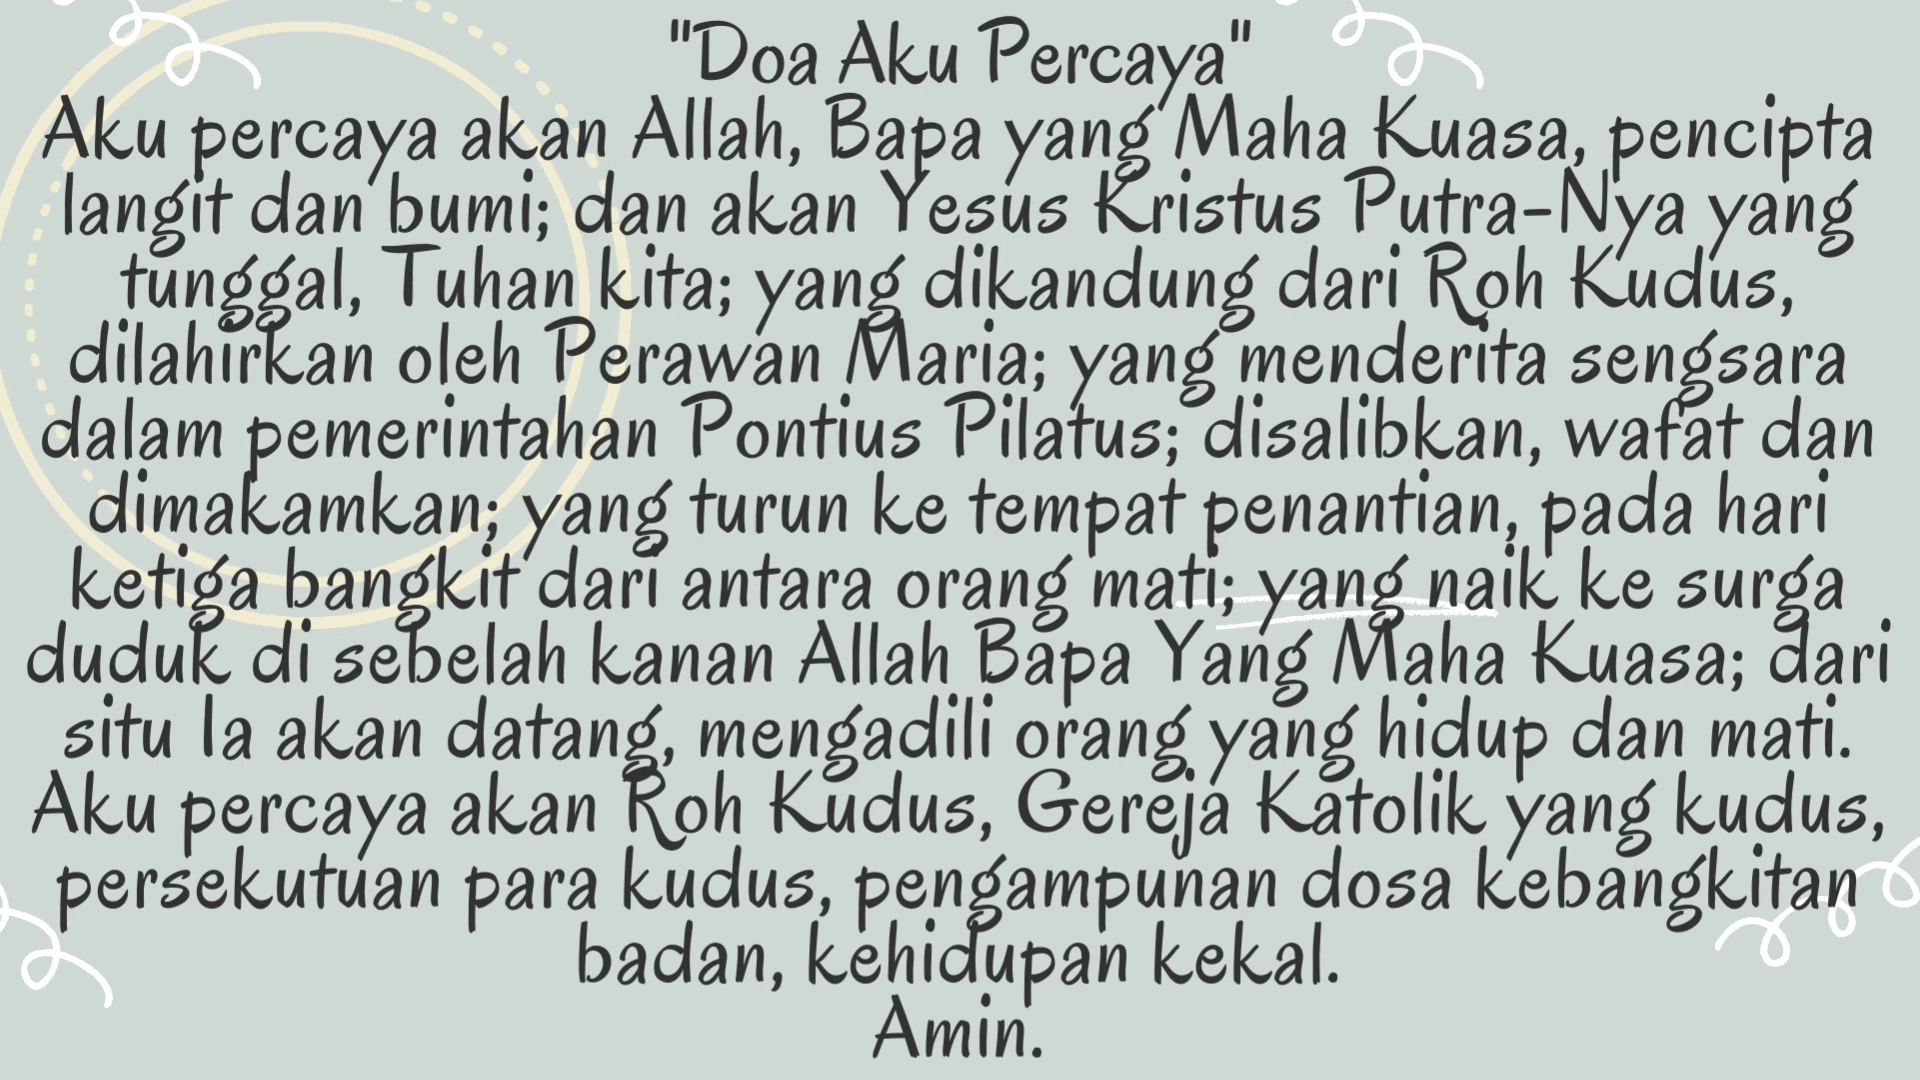 "Doa Aku Percaya"
Aku percaya akan Allah, Bapa yang Maha Kuasa, pencipta
langit dan bumi; dan akan Yesus Kristus Putra-Nya yang
tunggal, Tuhan kita; yang dikandung dari Roh Kudus,
dilahirkan oleh Perawan Maria; yang menderita sengsara
dalam pemerintahan Pontius Pilatus; disalibkan, wafat dan
dimakamkan; yang turun ke tempat penantian, pada hari
ketiga bangkit dari antara orang mati; yang naik ke surga
duduk di sebelah kanan Allah Bapa Yang Maha Kuasa; dari
situ Ia akan datang, mengadili orang yang hidup dan mati.
Aku percaya akan Roh Kudus, Gereja Katolik yang kudus,
persekutuan para kudus, pengampunan dosa kebangkitan
badan, kehidupan kekal.
Amin.